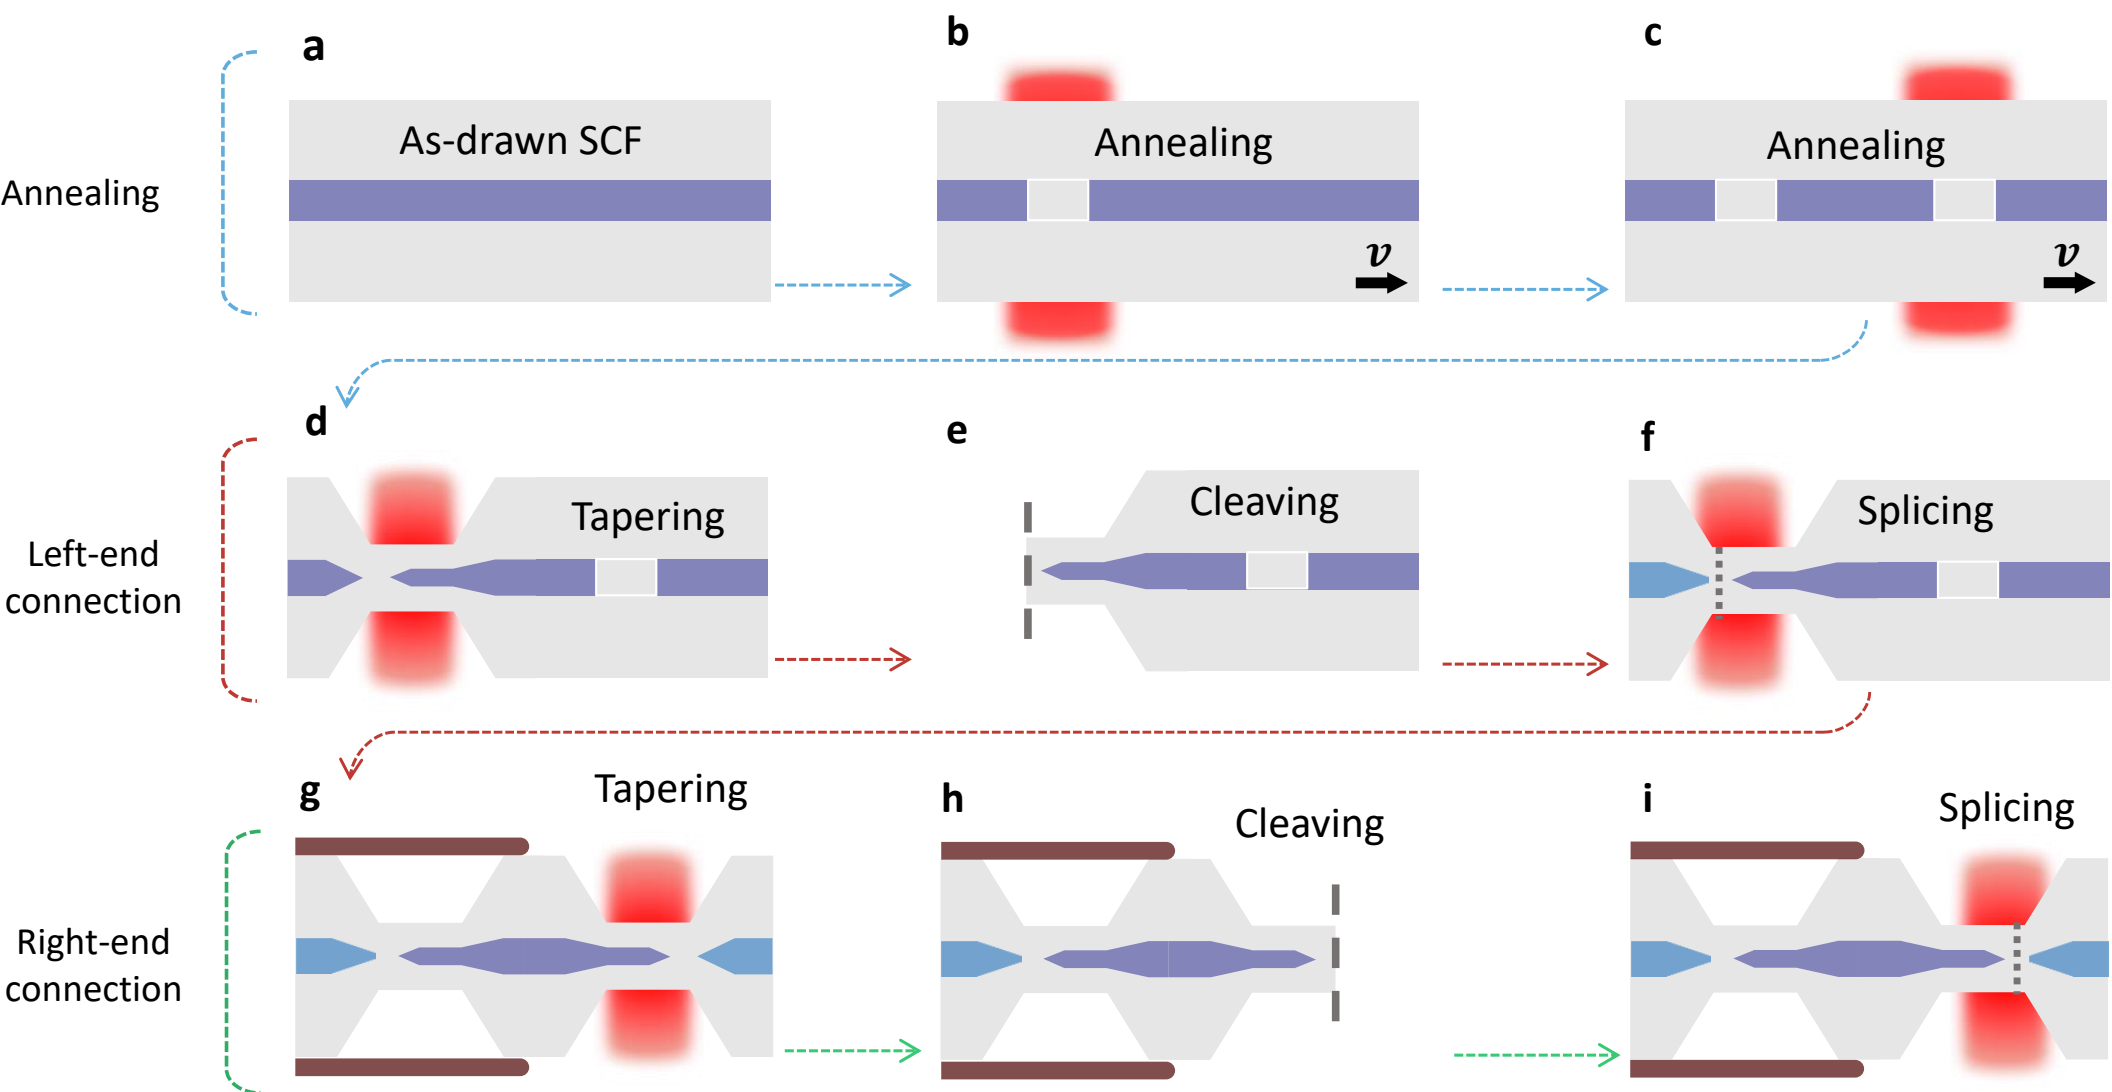 a
b
c
As-drawn SCF
Annealing
Annealing
Annealing
v
v
d
e
f
Tapering
Cleaving
Splicing
Left-end
connection
g
Tapering
h
Cleaving
i
Splicing
Right-end
connection